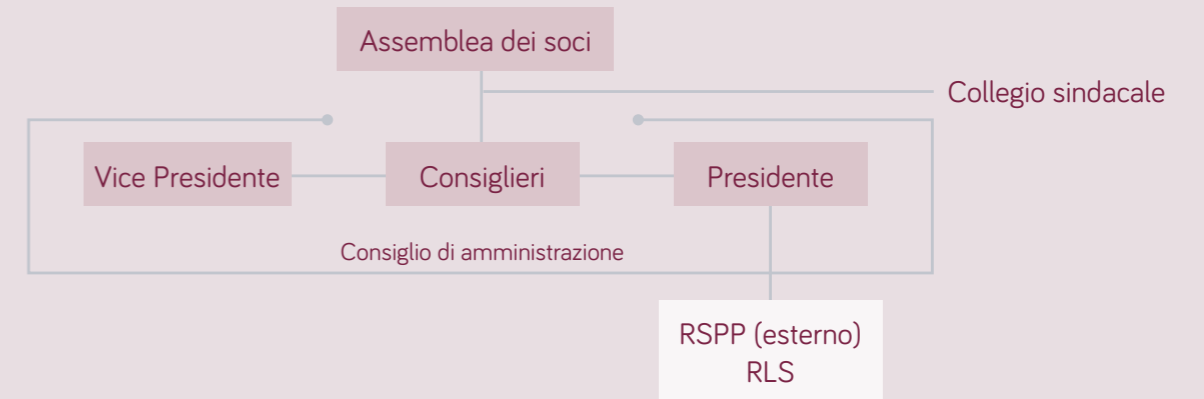 Assemblea dei soci
Collegio sindacale
Vice Presidente
Consiglieri
Presidente
Consiglio di amministrazione
RSPP (esterno)
RLS